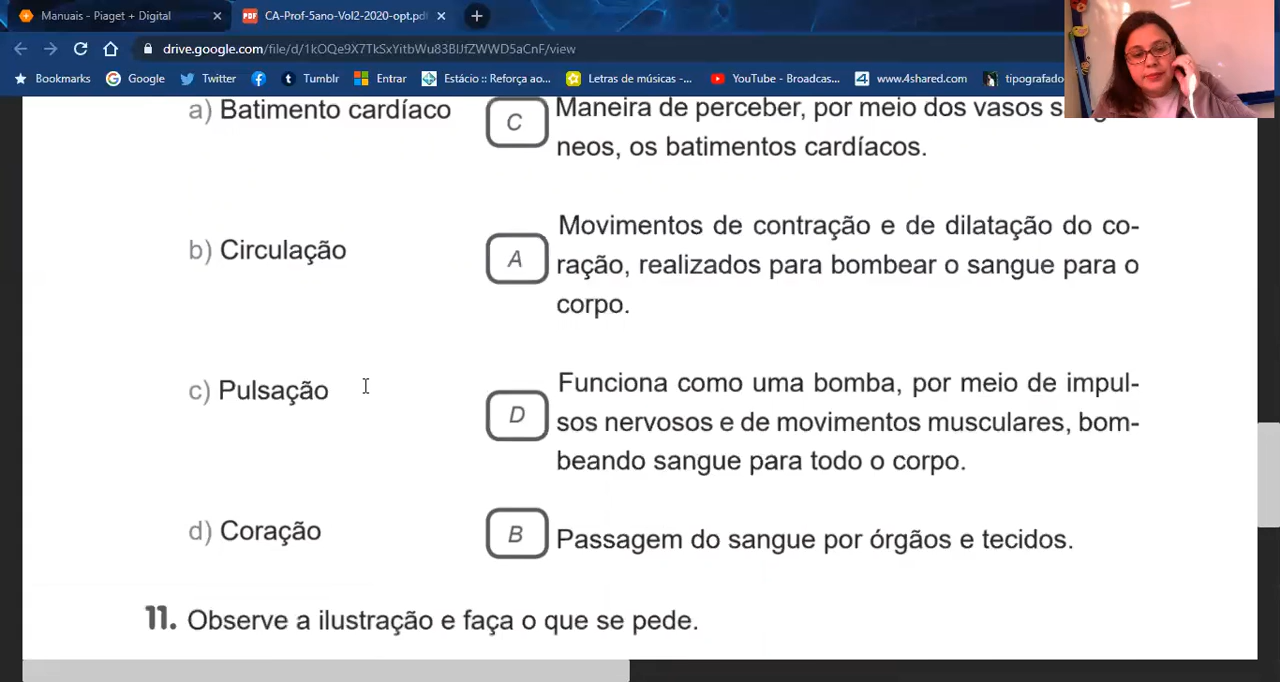 Manuais - Piaget + Digital
CA-Prof-5ano-Vol2-2020-opt.pdf
drive.google.com/file/d/1kOQe9X7TkSxYitbWu83BlJfZWWD5aCnF/view
Bookmarks Google Twitter Tumblr Entrar Estácio :: Reforça ao... Letras de músicas -... YouTube - Broadcas... www.4shared.com tipografado
a) Batimento cardíaco
C
Maneira de perceber, por meio dos vasos
neos, os batimentos cardíacos.
b) Circulação
A
Movimentos de contração e de dilatação do co-
ração, realizados para bombear o sangue para o
corpo.
c) Pulsação
D
Funciona como uma bomba, por meio de impul-
sos nervosos e de movimentos musculares, bom-
beando sangue para todo o corpo.
d) Coração
B
Passagem do sangue por órgãos e tecidos.
11. Observe a ilustração e faça o que se pede.